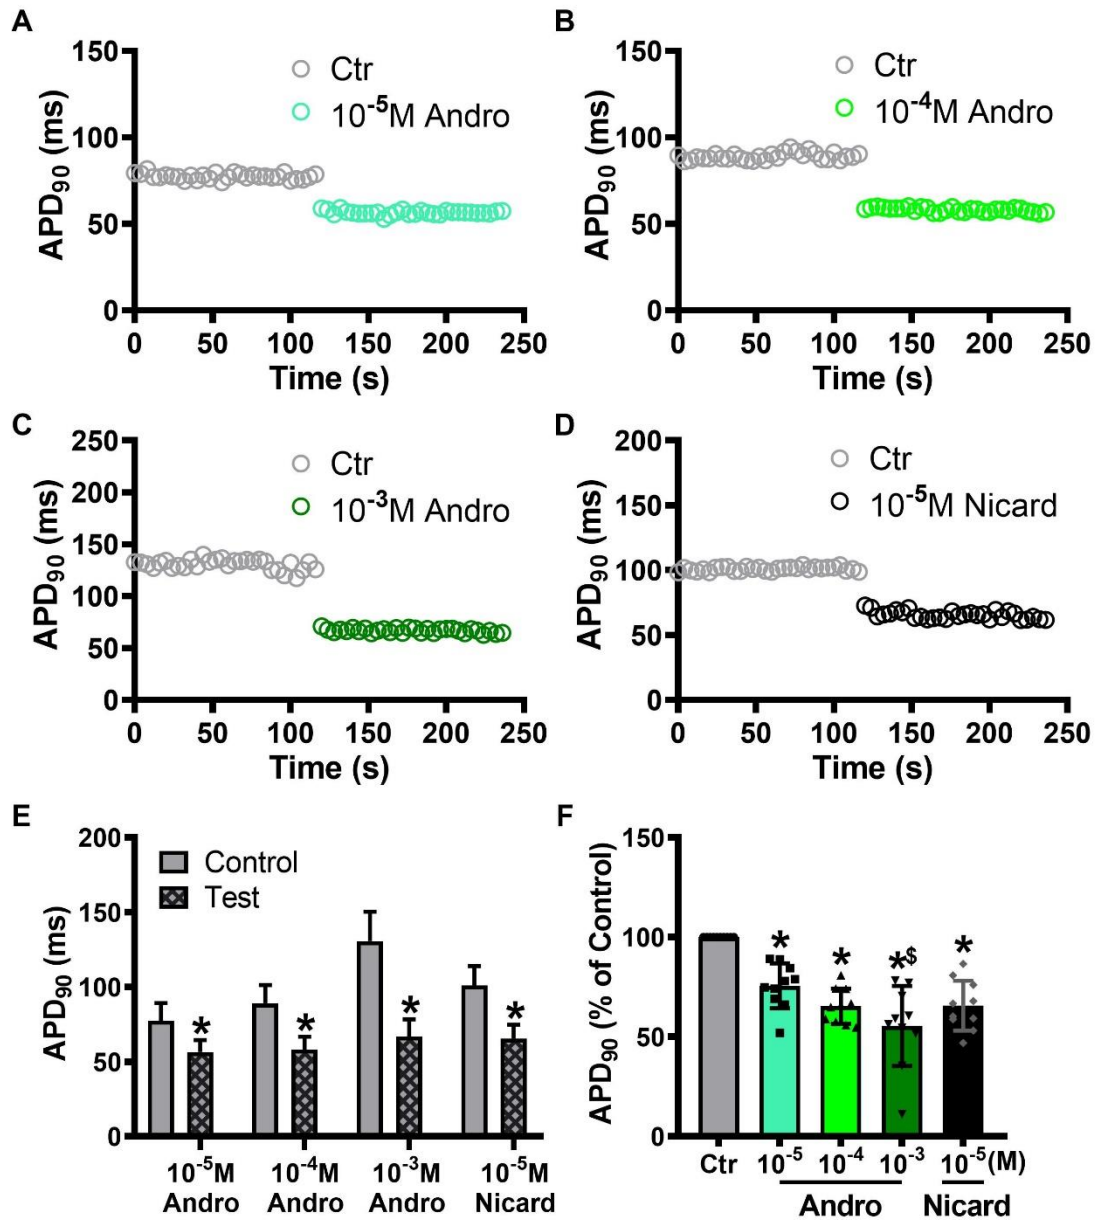 A
APD90 (ms)
150
100
50
0
Ctr
10-5M Andro
0 50 100 150 200 250
Time (s)
B
APD90 (ms)
150
100
50
0
Ctr
10-4M Andro
0 50 100 150 200 250
Time (s)
C
APD90 (ms)
250
200
150
100
50
0
Ctr
10-3M Andro
0 50 100 150 200 250
Time (s)
D
APD90 (ms)
200
150
100
50
0
Ctr
10-5M Nicard
0 50 100 150 200 250
Time (s)
E
APD90 (ms)
200
150
100
50
0
Control
Test
* * * *
10-5M 10-4M 10-3M 10-5M
Andro Andro Andro Nicard
F
APD90 (% of Control)
150
100
50
0
* * *$ *
Ctr 10-5 10-4 10-3 10-5(M)
Andro Nicard